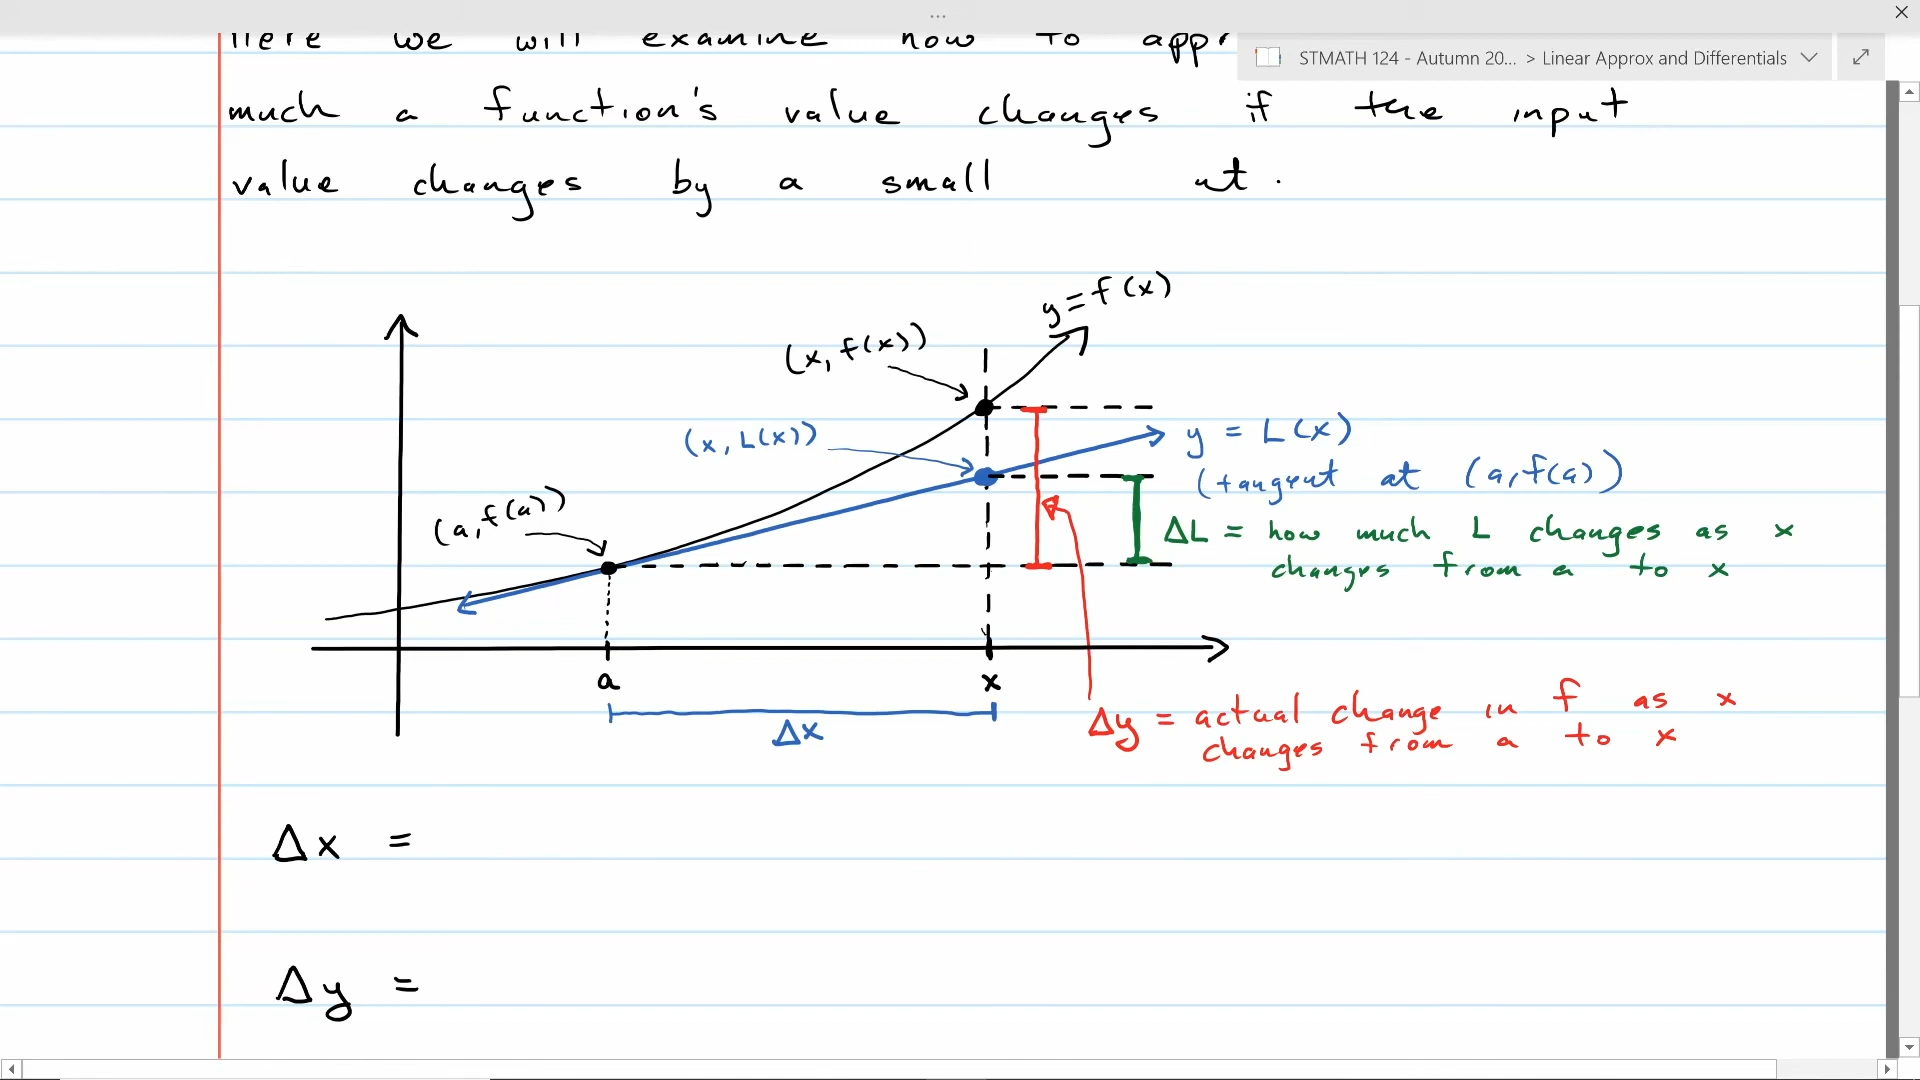 ...
Here we will examine how to appr
STMATH 124 - Autumn 20... > Linear Approx and Differentials
much a function's value changes if the input
value changes by a small
y=f(x)
(x, f(x))
(x, L(x))
y = L(x)
(tangent at (a, f(a))
(a, f(a))
ΔL = how much L changes as x
changes from a to x
a
x
Δx
Δy = actual change in f as x
changes from a to x
Δx =
Δy =